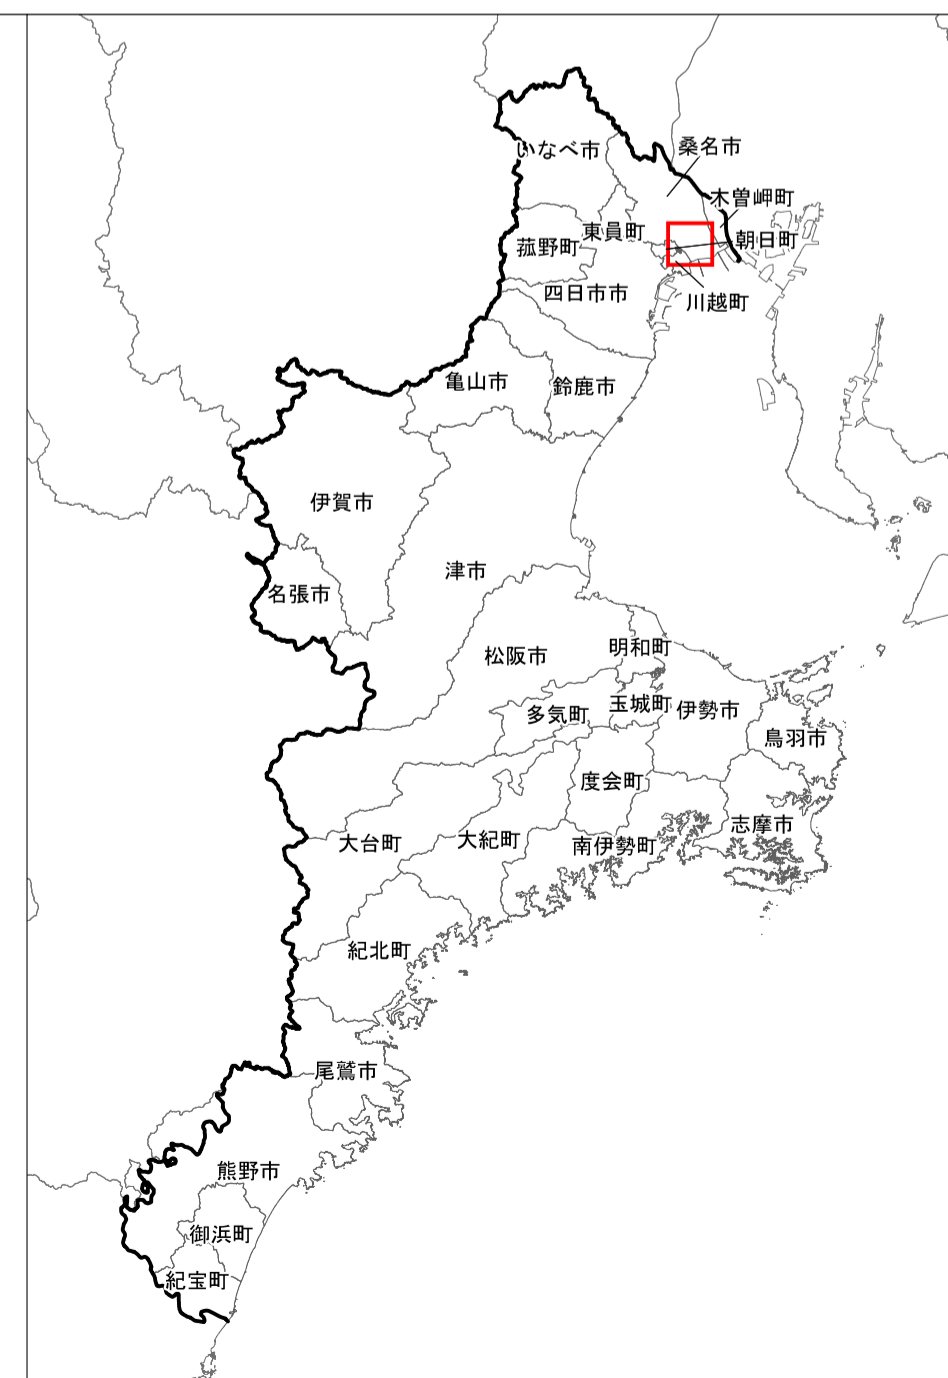 桑名市
いなべ市
木曽岬町
東員町
朝日町
菰野町
四日市市
川越町
亀山市
鈴鹿市
伊賀市
津市
名張市
明和町
松阪市
玉城町
伊勢市
多気町
鳥羽市
度会町
志摩市
大台町
大紀町
南伊勢町
紀北町
尾鷲市
熊野市
御浜町
紀宝町